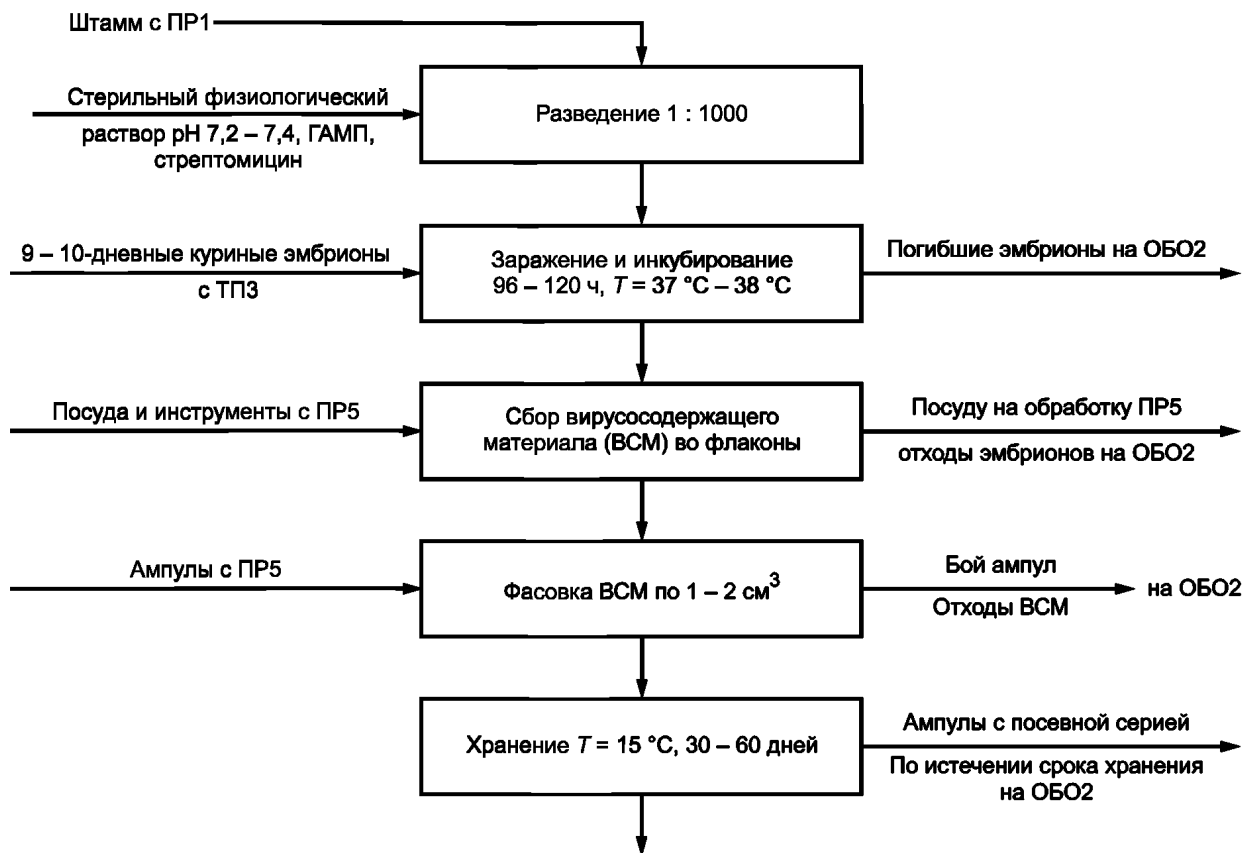 Штамм с ПР1
Стерильный физиологический
раствор рН 7,2 – 7,4, ГАМП,
стрептомицин
Разведение 1 : 1000
9 – 10-дневные куриные эмбрионы
с ТП3
Заражение и инкубирование
96 – 120 ч, T = 37 °C – 38 °C
Погибшие эмбрионы на ОБО2
Посуда и инструменты с ПР5
Сбор вирусосодержащего
материала (ВСМ) во флаконы
Посуду на обработку ПР5
отходы эмбрионов на ОБО2
Ампулы с ПР5
Фасовка ВСМ по 1 – 2 см³
Бой ампул
Отходы ВСМ
на ОБО2
Хранение T = 15 °C, 30 – 60 дней
Ампулы с посевной серией
По истечении срока хранения
на ОБО2